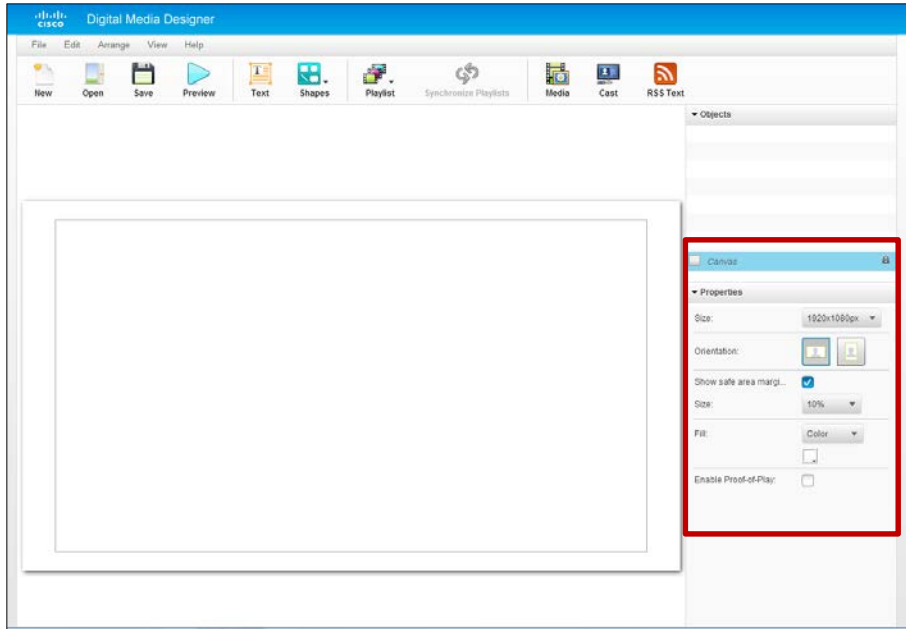 cisco Digital Media Designer
File Edit Arrange View Help
New Open Save Preview Text Shapes Playlist Synchronize Playlists Media Cast RSS Text
Objects
Canvas
Properties
Size: 1920x1080px
Orientation:
Show safe area margi...
Size: 10%
Fill: Color
Enable Proof-of-Play: